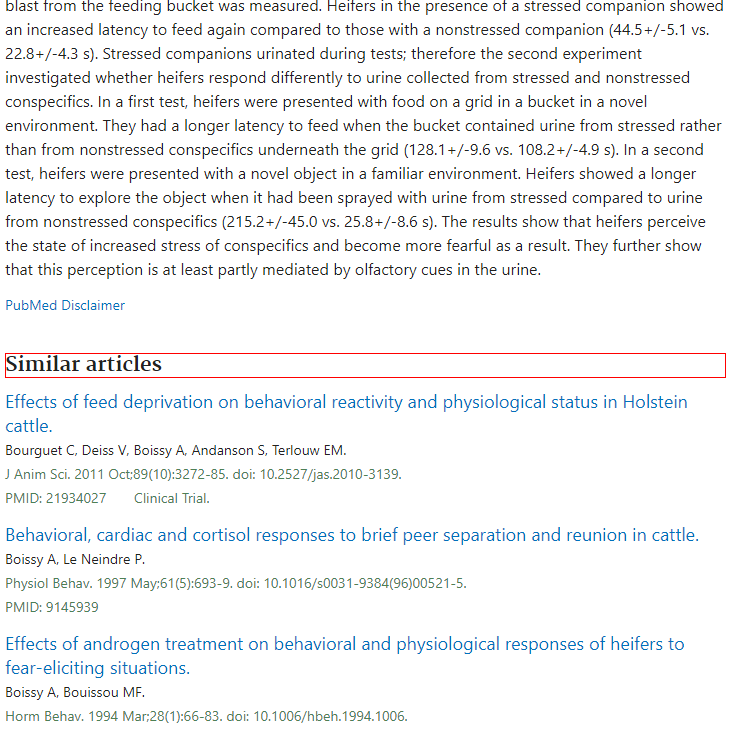 blast from the feeding bucket was measured. Heifers in the presence of a stressed companion showed
an increased latency to feed again compared to those with a nonstressed companion (44.5+/-5.1 vs.
22.8+/-4.3 s). Stressed companions urinated during tests; therefore the second experiment
investigated whether heifers respond differently to urine collected from stressed and nonstressed
conspecifics. In a first test, heifers were presented with food on a grid in a bucket in a novel
environment. They had a longer latency to feed when the bucket contained urine from stressed rather
than from nonstressed conspecifics underneath the grid (128.1+/-9.6 vs. 108.2+/-4.9 s). In a second
test, heifers were presented with a novel object in a familiar environment. Heifers showed a longer
latency to explore the object when it had been sprayed with urine from stressed compared to urine
from nonstressed conspecifics (215.2+/-45.0 vs. 25.8+/-8.6 s). The results show that heifers perceive
the state of increased stress of conspecifics and become more fearful as a result. They further show
that this perception is at least partly mediated by olfactory cues in the urine.
PubMed Disclaimer
Similar articles
Effects of feed deprivation on behavioral reactivity and physiological status in Holstein
cattle.
Bourguet C, Deiss V, Boissy A, Andanson S, Terlouw EM.
J Anim Sci. 2011 Oct;89(10):3272-85. doi: 10.2527/jas.2010-3139.
PMID: 21934027 Clinical Trial.
Behavioral, cardiac and cortisol responses to brief peer separation and reunion in cattle.
Boissy A, Le Neindre P.
Physiol Behav. 1997 May;61(5):693-9. doi: 10.1016/s0031-9384(96)00521-5.
PMID: 9145939
Effects of androgen treatment on behavioral and physiological responses of heifers to
fear-eliciting situations.
Boissy A, Bouissou MF.
Horm Behav. 1994 Mar;28(1):66-83. doi: 10.1006/hbeh.1994.1006.